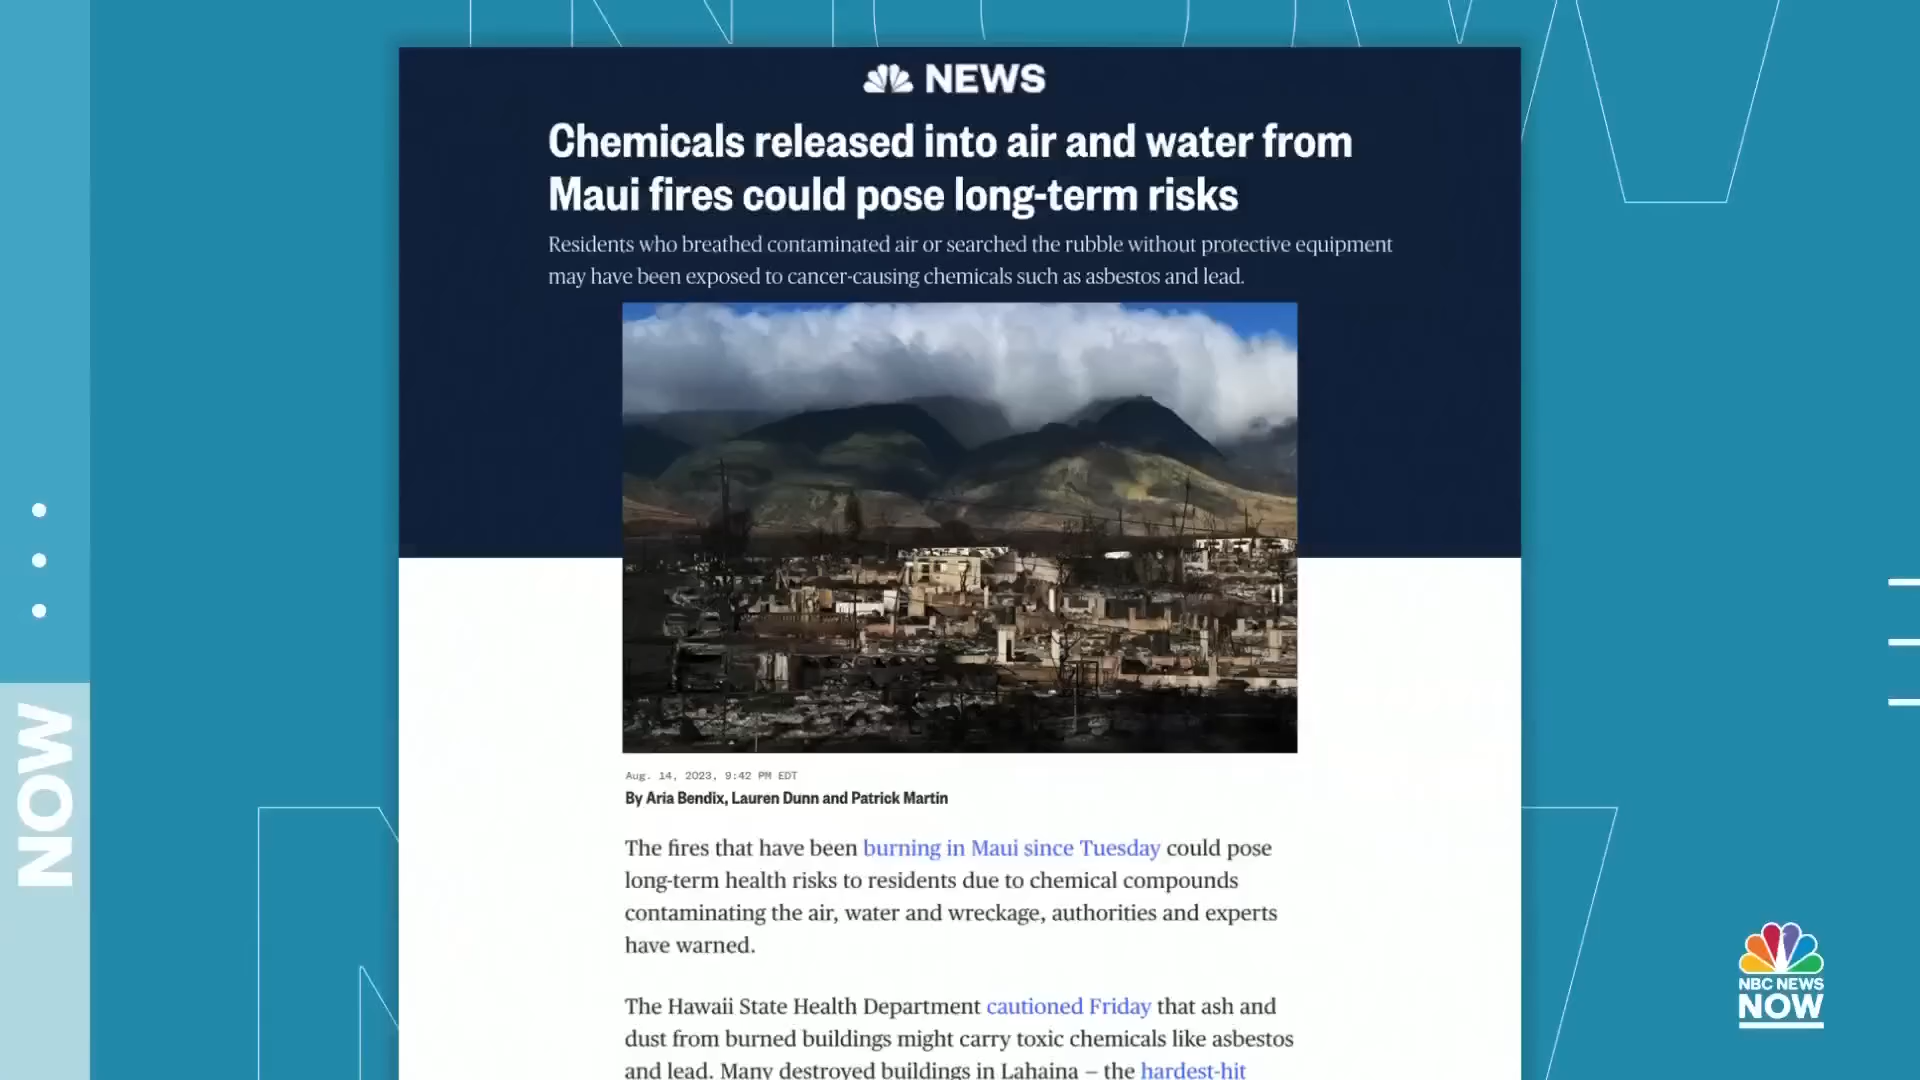 NEWS
Chemicals released into air and water from
Maui fires could pose long-term risks
Residents who breathed contaminated air or searched the rubble without protective equipment
may have been exposed to cancer-causing chemicals such as asbestos and lead.
Aug. 14, 2023, 9:42 PM EDT
By Aria Bendix, Lauren Dunn and Patrick Martin
The fires that have been burning in Maui since Tuesday could pose
long-term health risks to residents due to chemical compounds
contaminating the air, water and wreckage, authorities and experts
have warned.
The Hawaii State Health Department cautioned Friday that ash and
dust from burned buildings might carry toxic chemicals like asbestos
and lead. Many destroyed buildings in Lahaina – the hardest-hit
NOW
NBC NEWS
NOW